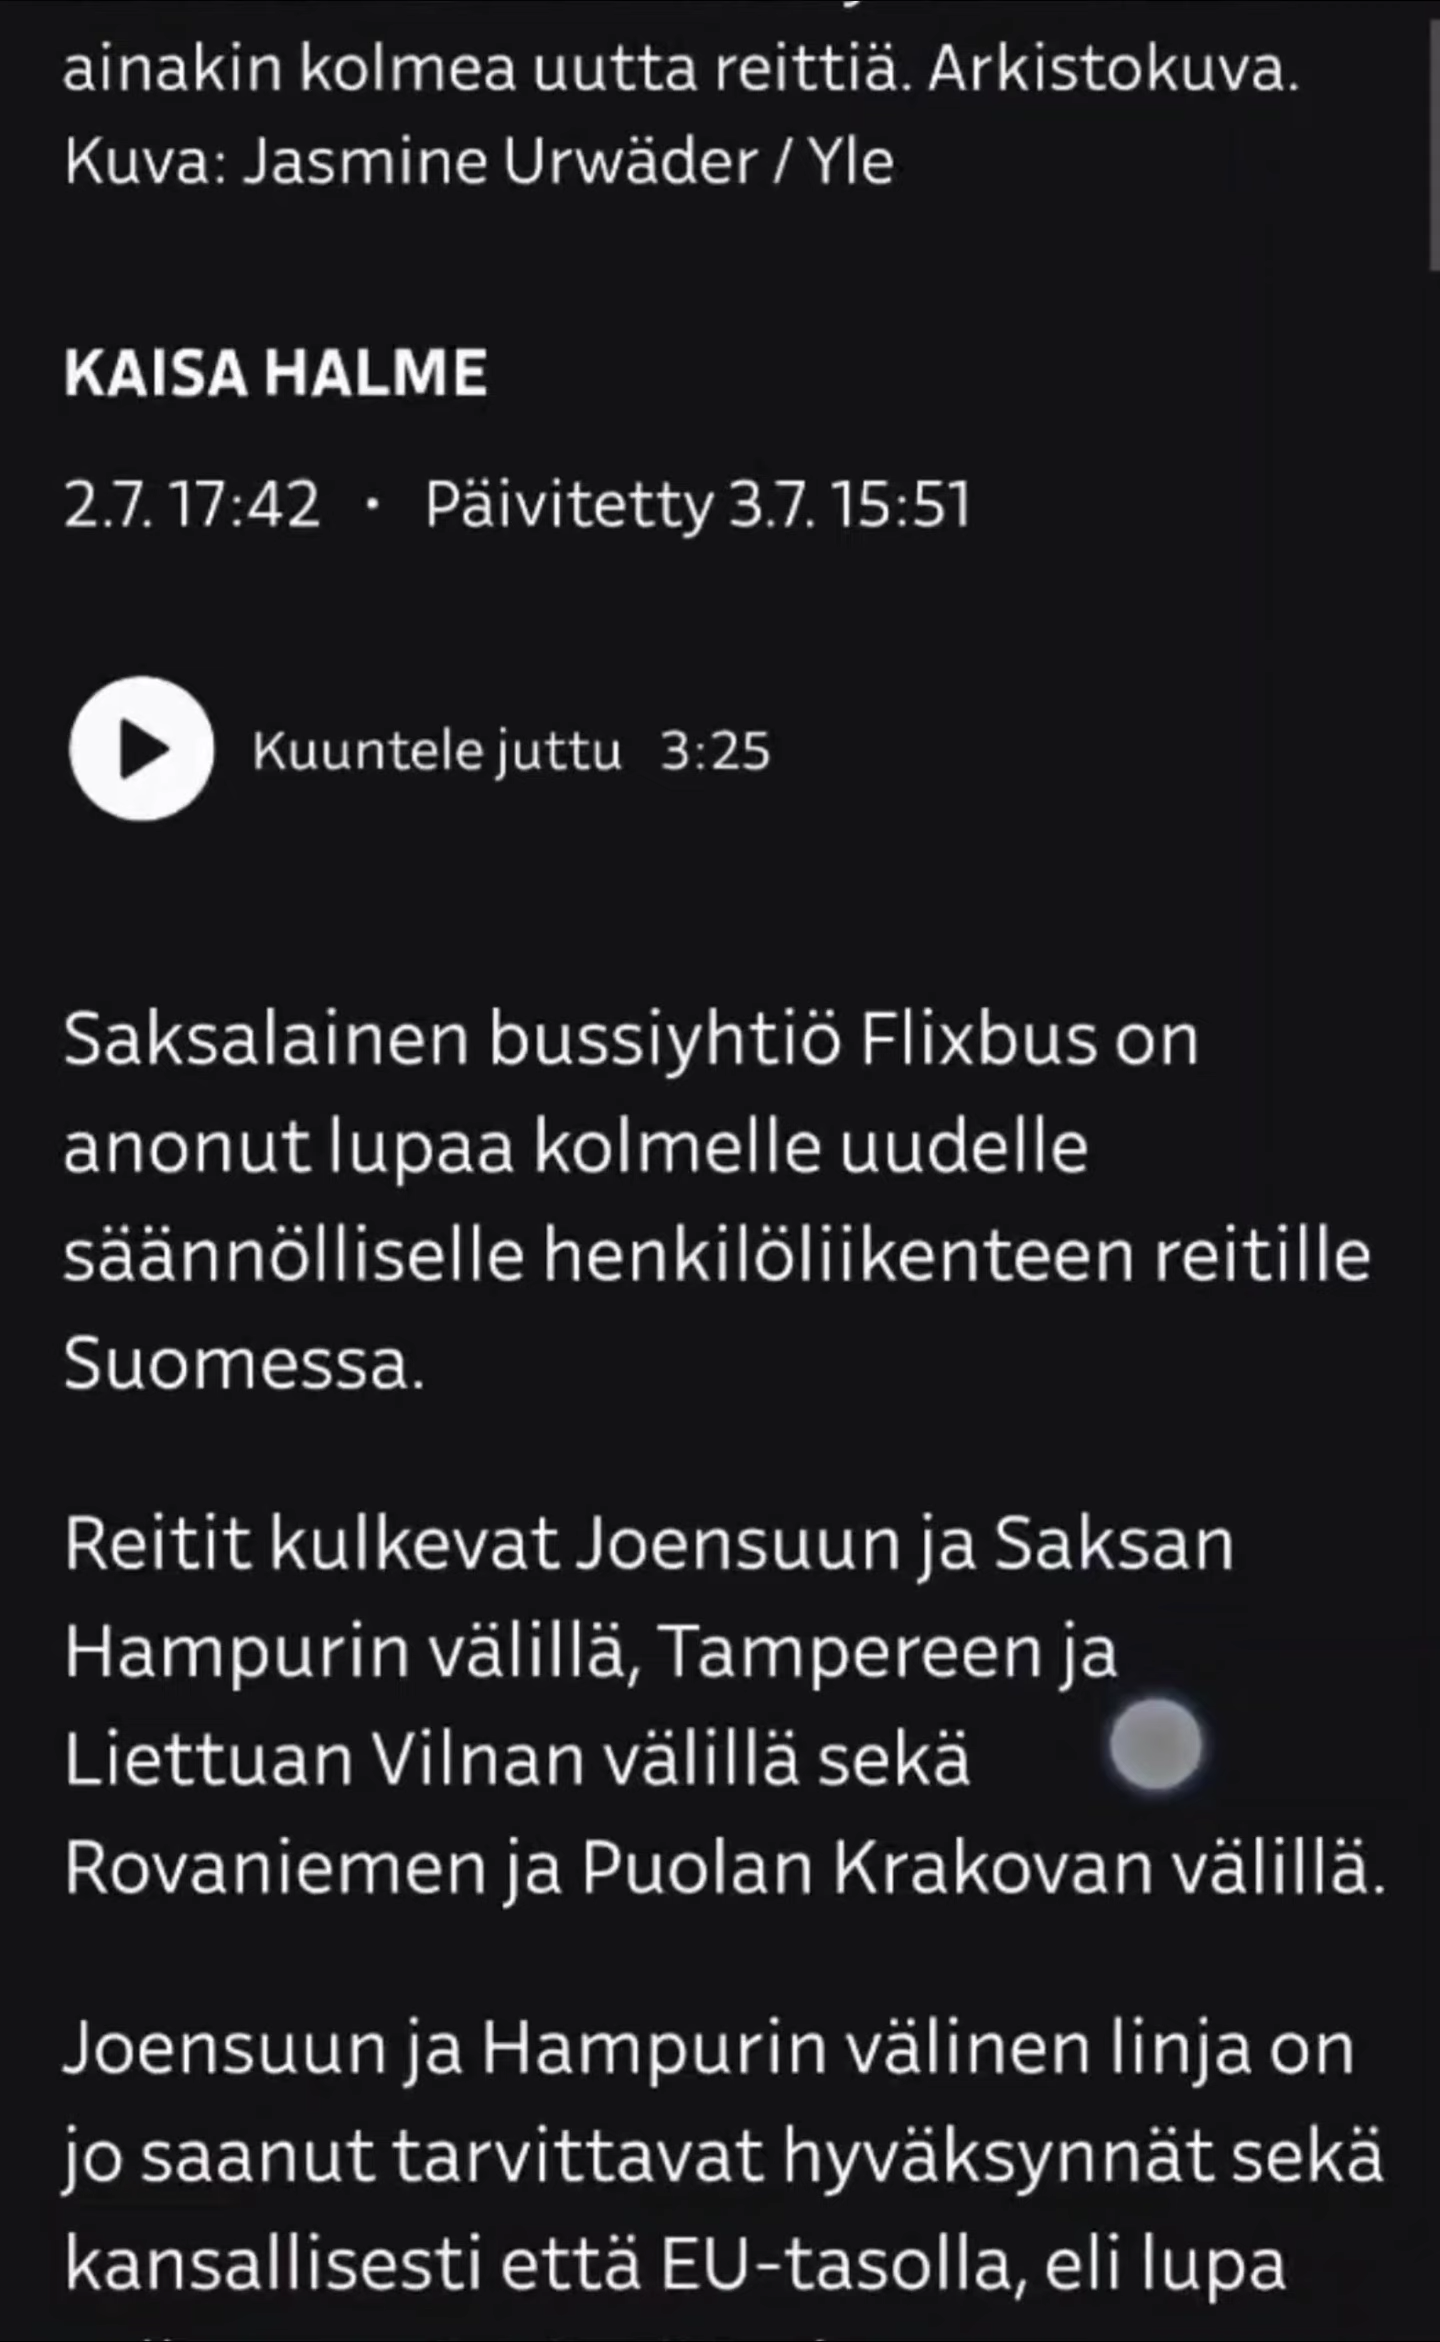 ainakin kolmea uutta reittiä. Arkistokuva.
Kuva: Jasmine Urwäder / Yle
KAISA HALME
2.7. 17:42 • Päivitetty 3.7. 15:51
Kuuntele juttu 3:25
Saksalainen bussiyhtiö Flixbus on
anonut lupaa kolmelle uudelle
säännölliselle henkilöliikenteen reitille
Suomessa.
Reitit kulkevat Joensuun ja Saksan
Hampurin välillä, Tampereen ja
Liettuan Vilnan välillä sekä
Rovaniemen ja Puolan Krakovan välillä.
Joensuun ja Hampurin välinen linja on
jo saanut tarvittavat hyväksynnät sekä
kansallisesti että EU-tasolla, eli lupa